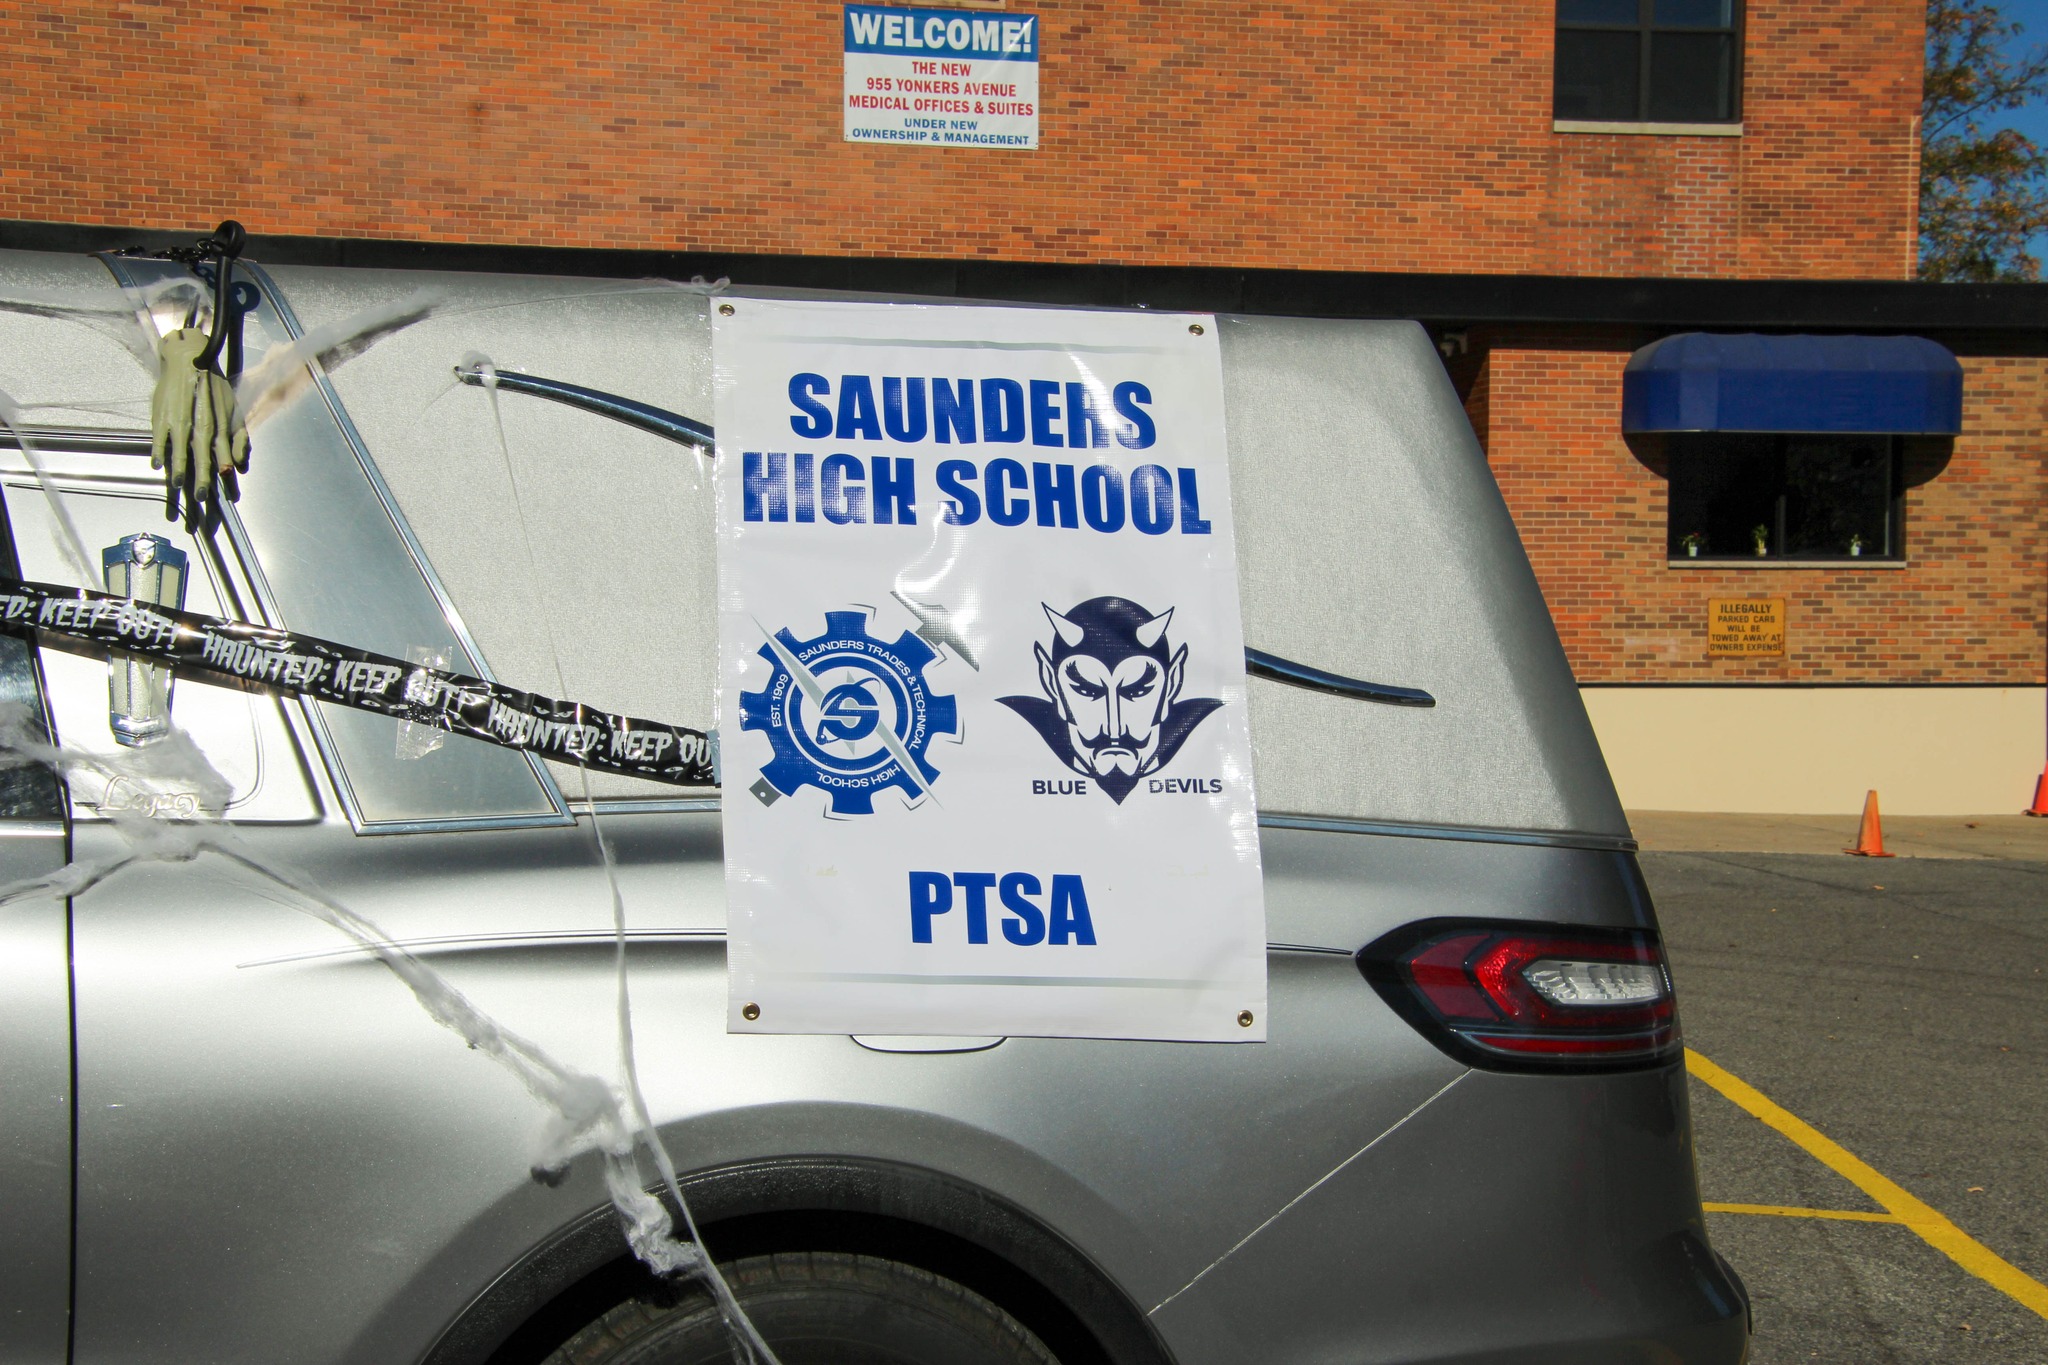 WELCOME!
THE NEW
955 YONKERS AVENUE
MEDICAL OFFICES & SUITES
UNDER NEW
OWNERSHIP & MANAGEMENT
SAUNDERS
HIGH SCHOOL
EST. 1909
SAUNDERS TRADES & TECHNICAL
HIGH SCHOOL
S
BLUE DEVILS
PTSA
KEEP OUT! HAUNTED: KEEP OUT! HAUNTED: KEEP
Legacy
ILLEGALLY
PARKED CARS
WILL BE
TOWED AWAY AT
OWNERS EXPENSE